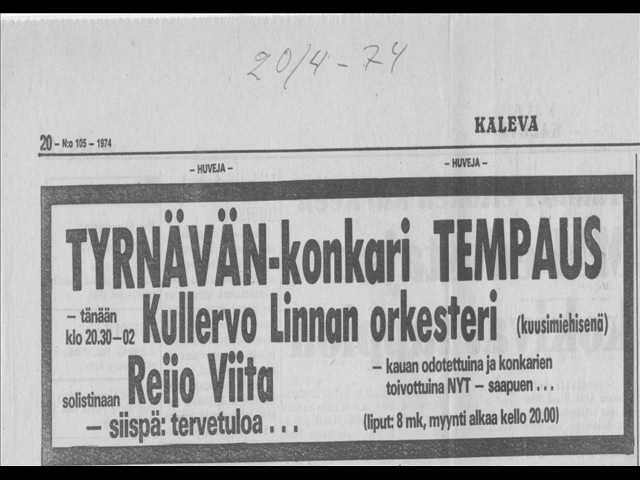 20/4-74
KALEVA
20 – N:o 105 – 1974
– HUVEJA –
– HUVEJA –
TYRNÄVÄN-konkari TEMPAUS
– tänään
klo 20.30–02
Kullervo Linnan orkesteri (kuusimiehisenä)
solistinaan Reijo Viita
– kauan odotettuina ja konkarien
toivottuina NYT – saapuen . . .
– siispä: tervetuloa . . .
(liput: 8 mk, myynti alkaa kello 20.00)